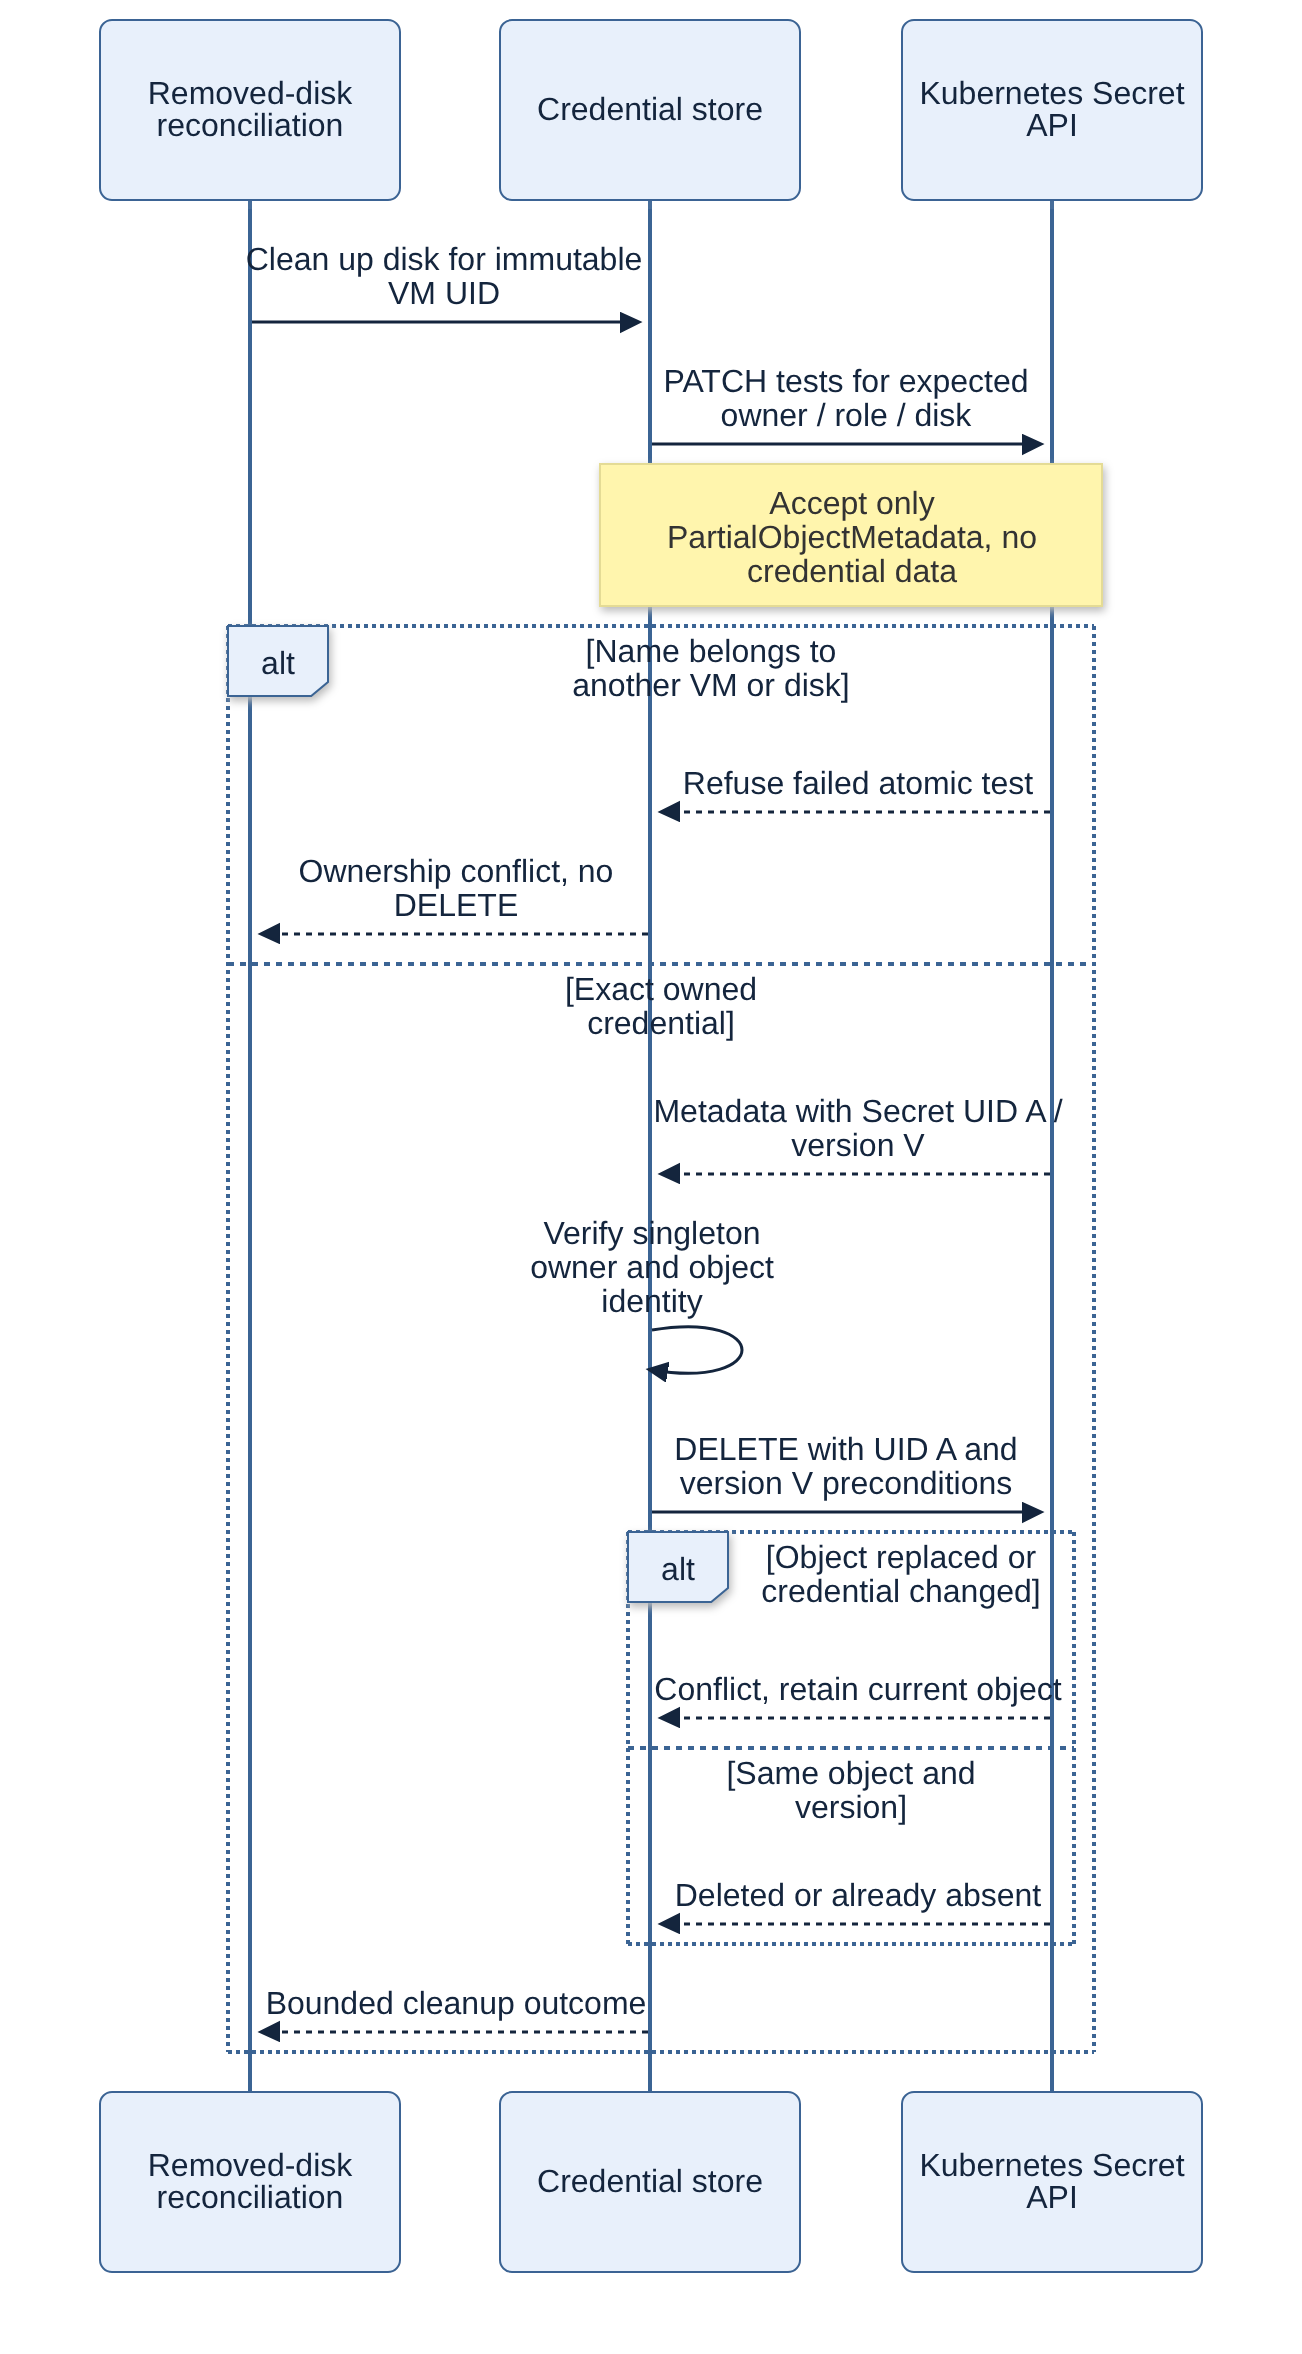 Removed-disk
reconciliation
Credential store
Kubernetes Secret
API
Clean up disk for immutable
VM UID
PATCH tests for expected
owner / role / disk
Accept only
PartialObjectMetadata, no
credential data
alt
[Name belongs to
another VM or disk]
Refuse failed atomic test
Ownership conflict, no
DELETE
[Exact owned
credential]
Metadata with Secret UID A /
version V
Verify singleton
owner and object
identity
DELETE with UID A and
version V preconditions
alt
[Object replaced or
credential changed]
Conflict, retain current object
[Same object and
version]
Deleted or already absent
Bounded cleanup outcome
Removed-disk
reconciliation
Credential store
Kubernetes Secret
API